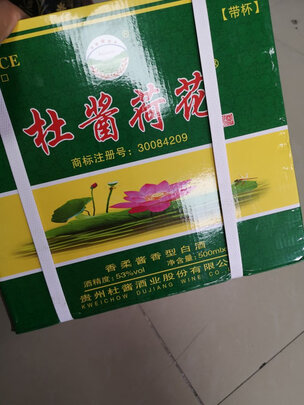 CE
【带杯】
杜酱荷花
商标注册号：30084209
香柔酱香型白酒
酒精度：53%vol 净含量：500mlx
贵州杜酱酒业股份有限公
KWEICHOW DUJIANG WINE CO.